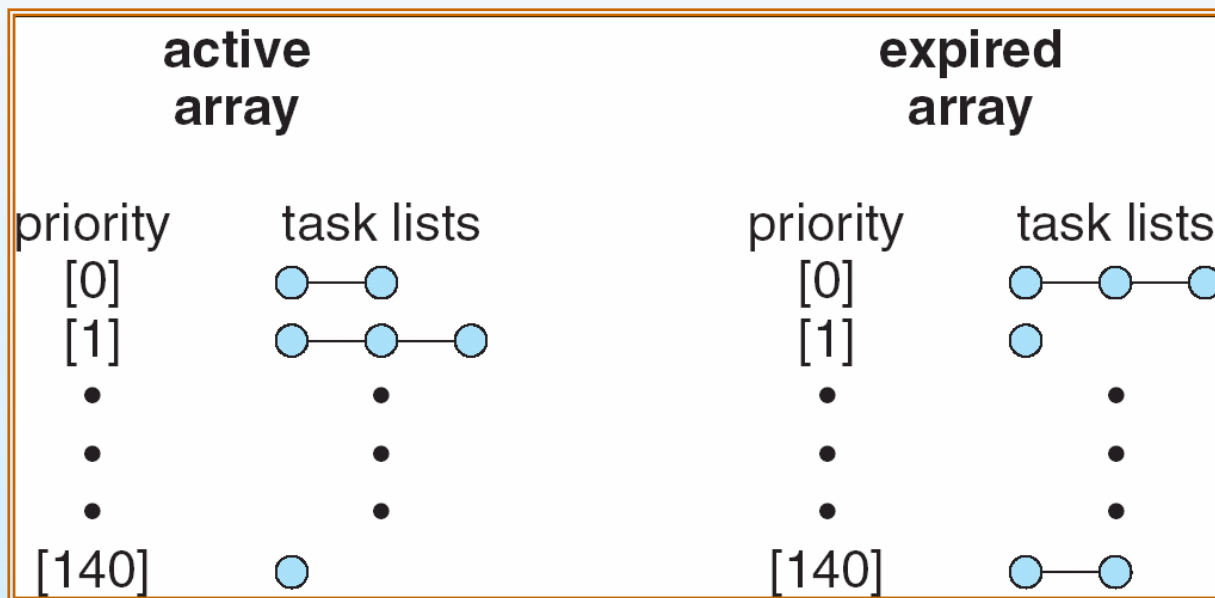 active
array
expired
array
priority task lists
priority task lists
[0]
[0]
[1]
[1]
[140]
[140]